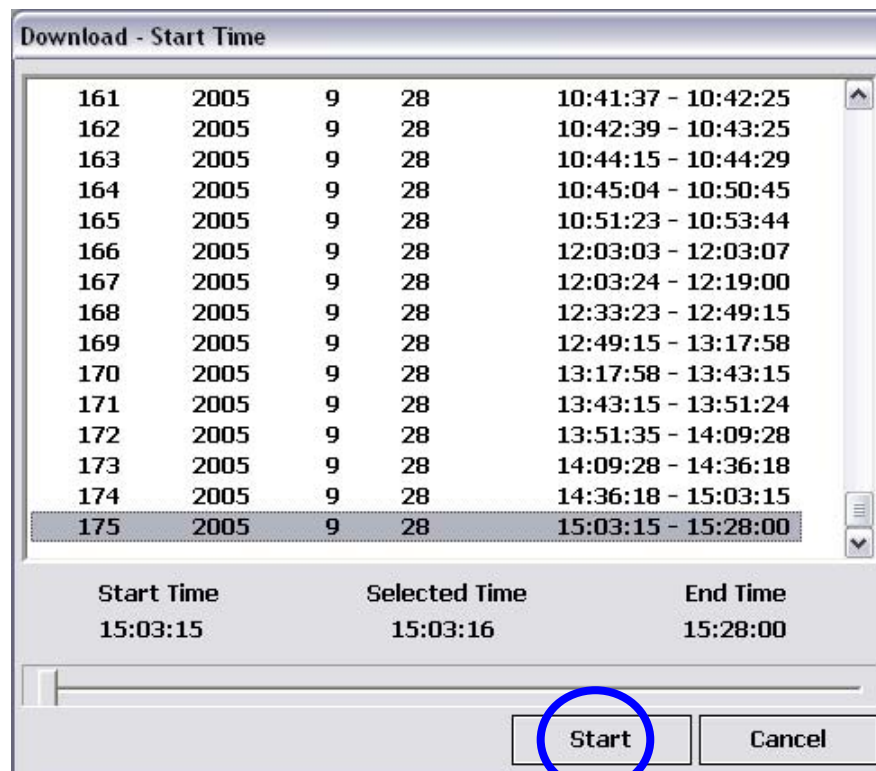 Download - Start Time
161 2005 9 28 10:41:37 - 10:42:25
162 2005 9 28 10:42:39 - 10:43:25
163 2005 9 28 10:44:15 - 10:44:29
164 2005 9 28 10:45:04 - 10:50:45
165 2005 9 28 10:51:23 - 10:53:44
166 2005 9 28 12:03:03 - 12:03:07
167 2005 9 28 12:03:24 - 12:19:00
168 2005 9 28 12:33:23 - 12:49:15
169 2005 9 28 12:49:15 - 13:17:58
170 2005 9 28 13:17:58 - 13:43:15
171 2005 9 28 13:43:15 - 13:51:24
172 2005 9 28 13:51:35 - 14:09:28
173 2005 9 28 14:09:28 - 14:36:18
174 2005 9 28 14:36:18 - 15:03:15
175 2005 9 28 15:03:15 - 15:28:00
Start Time Selected Time End Time
15:03:15 15:03:16 15:28:00
Start Cancel